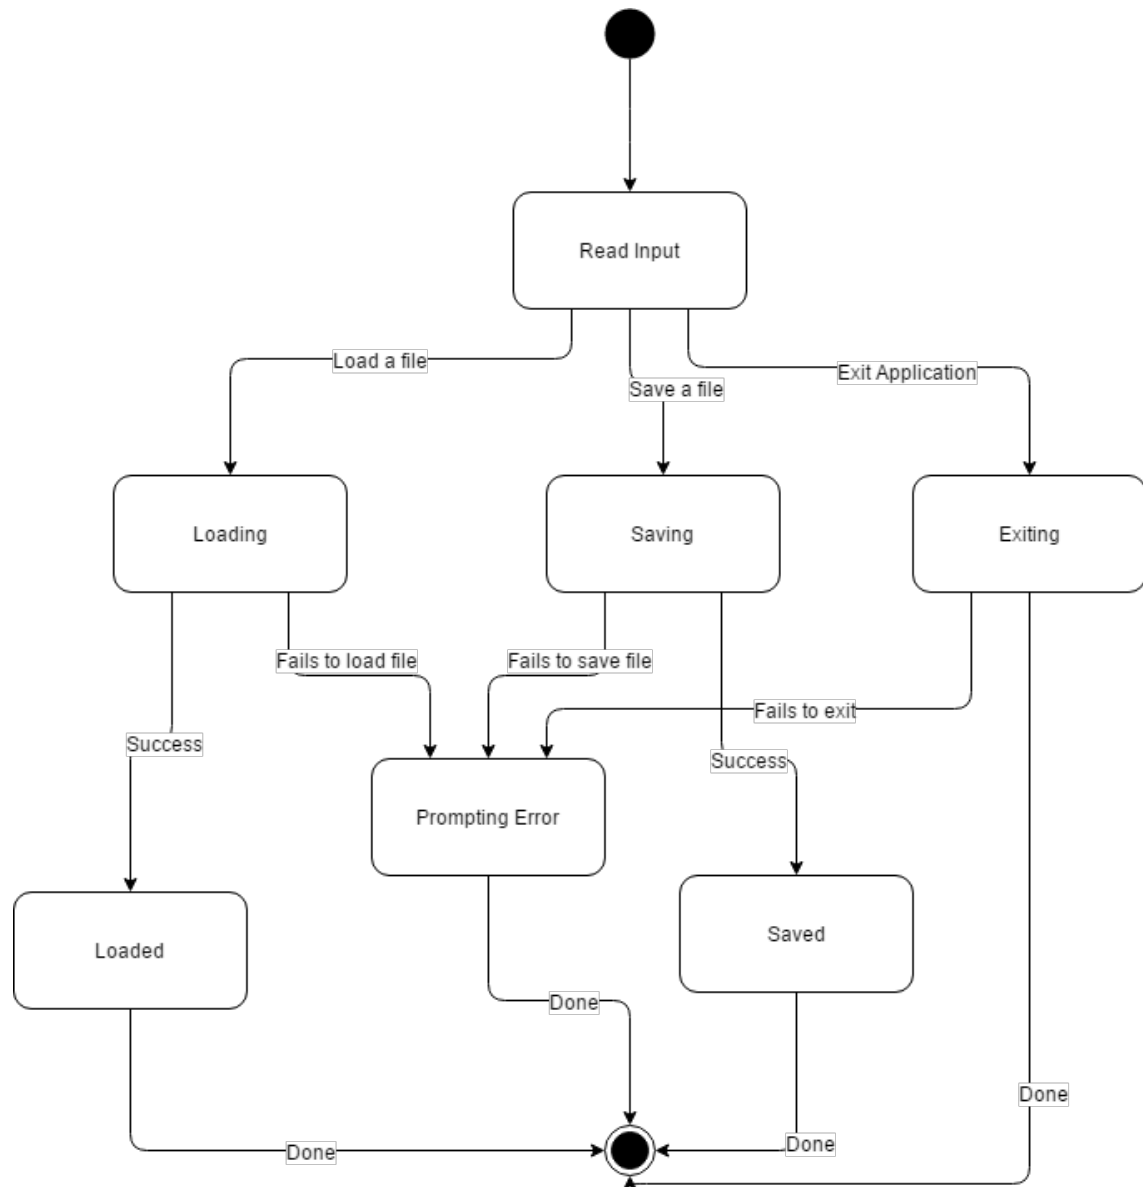 Read Input
Load a file
Save a file
Exit Application
Loading
Saving
Exiting
Fails to load file
Fails to save file
Fails to exit
Success
Success
Prompting Error
Saved
Loaded
Done
Done
Done
Done